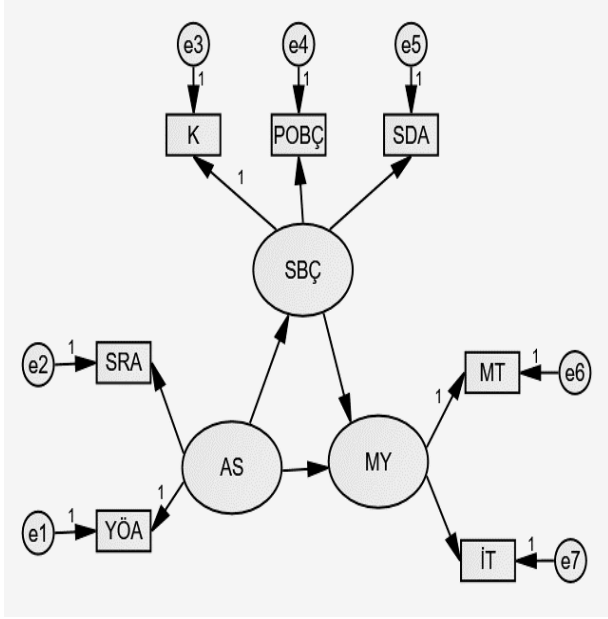 e3 e4 e5
1 1 1
K POBÇ SDA
1
SBÇ
e2 1 SRA
MT 1 e6
1
AS MY
1
e1 1 YÖA
İT 1 e7